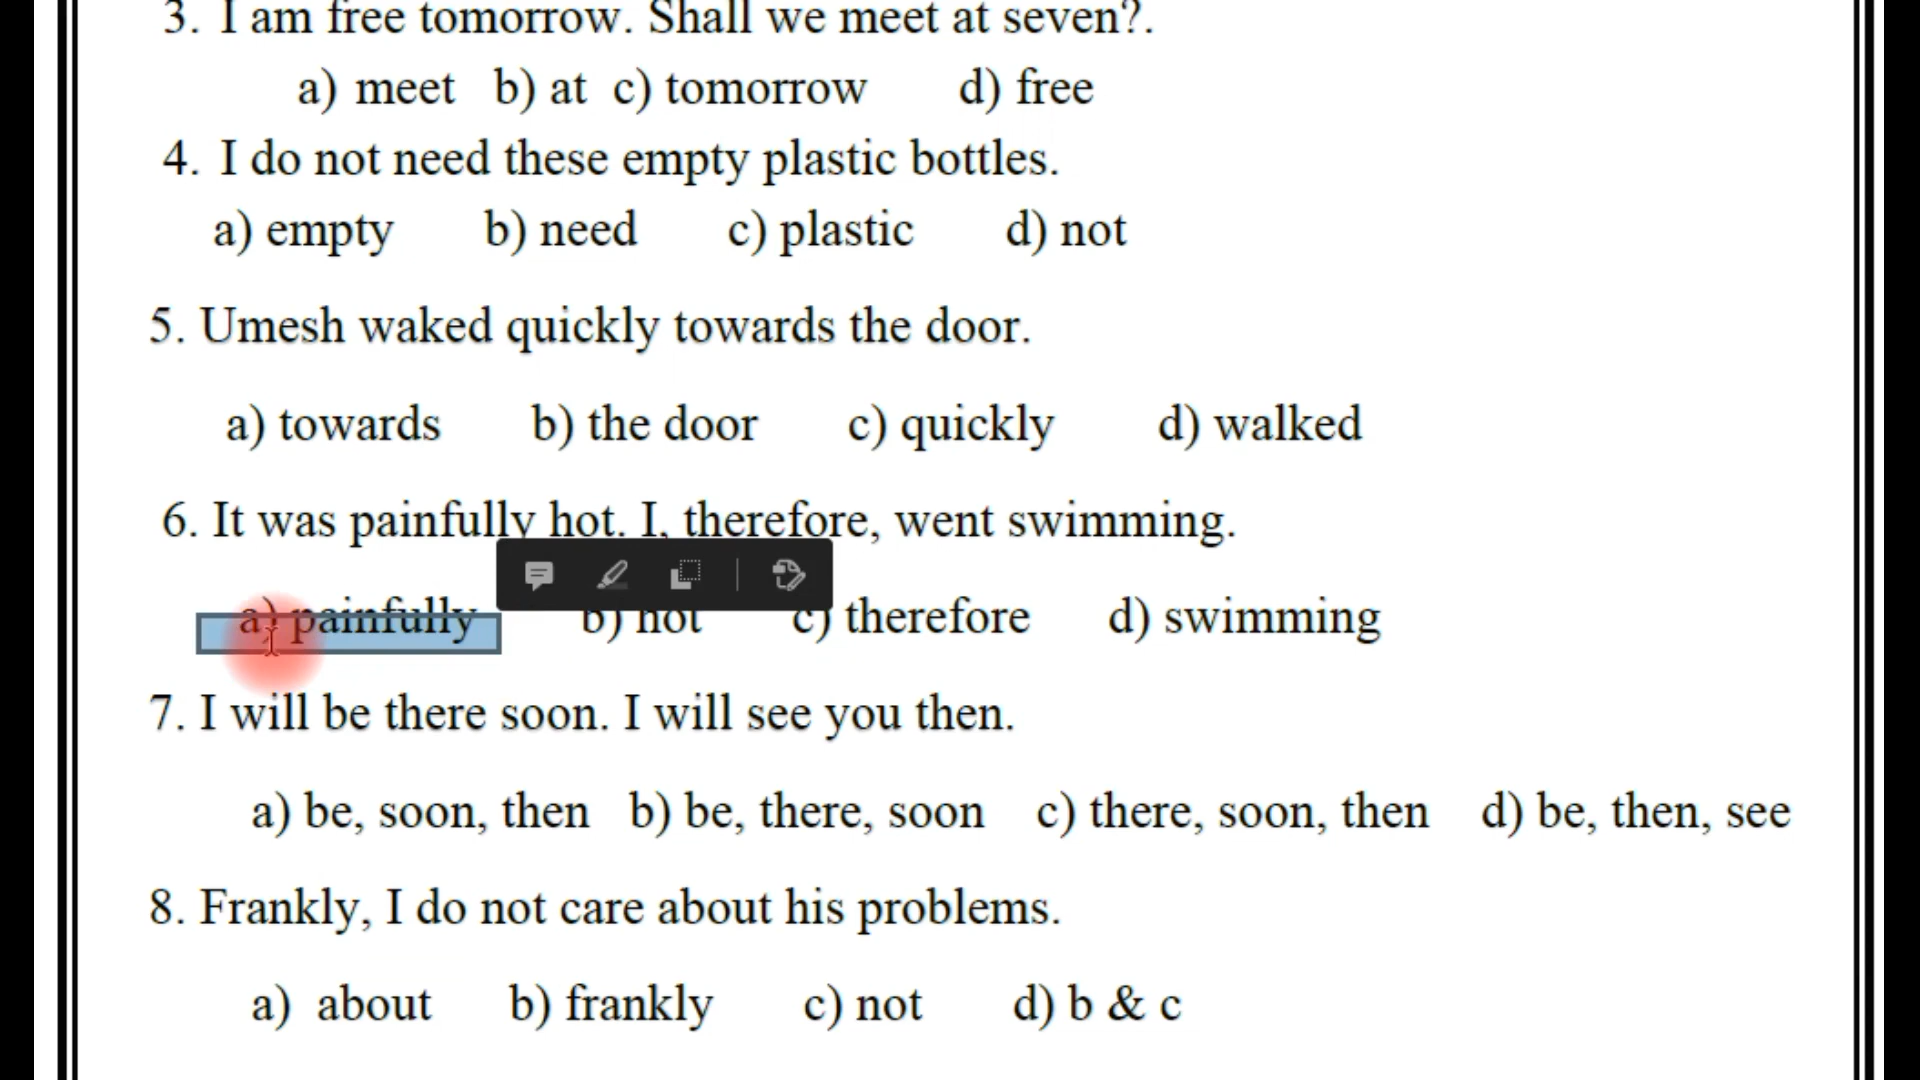 3. I am free tomorrow. Shall we meet at seven?.
a) meet b) at c) tomorrow d) free
4. I do not need these empty plastic bottles.
a) empty b) need c) plastic d) not
5. Umesh waked quickly towards the door.
a) towards b) the door c) quickly d) walked
6. It was painfully hot. I, therefore, went swimming.
a) painfully b) hot c) therefore d) swimming
7. I will be there soon. I will see you then.
a) be, soon, then b) be, there, soon c) there, soon, then d) be, then, see
8. Frankly, I do not care about his problems.
a) about b) frankly c) not d) b & c